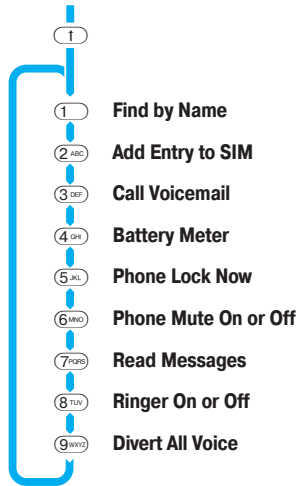 ↑
1 Find by Name
2 ABC Add Entry to SIM
3 DEF Call Voicemail
4 GHI Battery Meter
5 JKL Phone Lock Now
6 MNO Phone Mute On or Off
7 PQRS Read Messages
8 TUV Ringer On or Off
9 WXYZ Divert All Voice